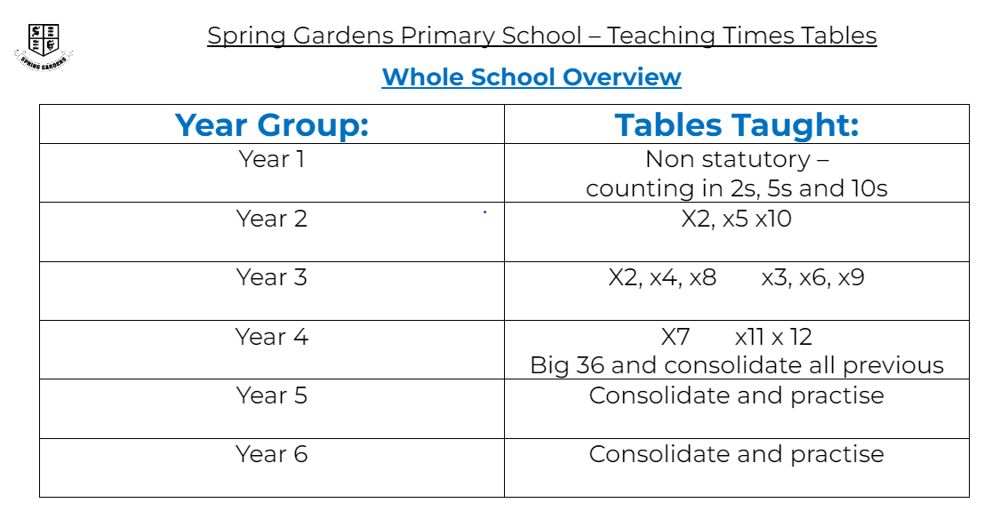 Spring Gardens Primary School – Teaching Times Tables
SPRING GARDENS
Whole School Overview
Year Group: Tables Taught:
Year 1 Non statutory –
counting in 2s, 5s and 10s
Year 2 X2, x5 x10
Year 3 X2, x4, x8 x3, x6, x9
Year 4 X7 x11 x 12
Big 36 and consolidate all previous
Year 5 Consolidate and practise
Year 6 Consolidate and practise